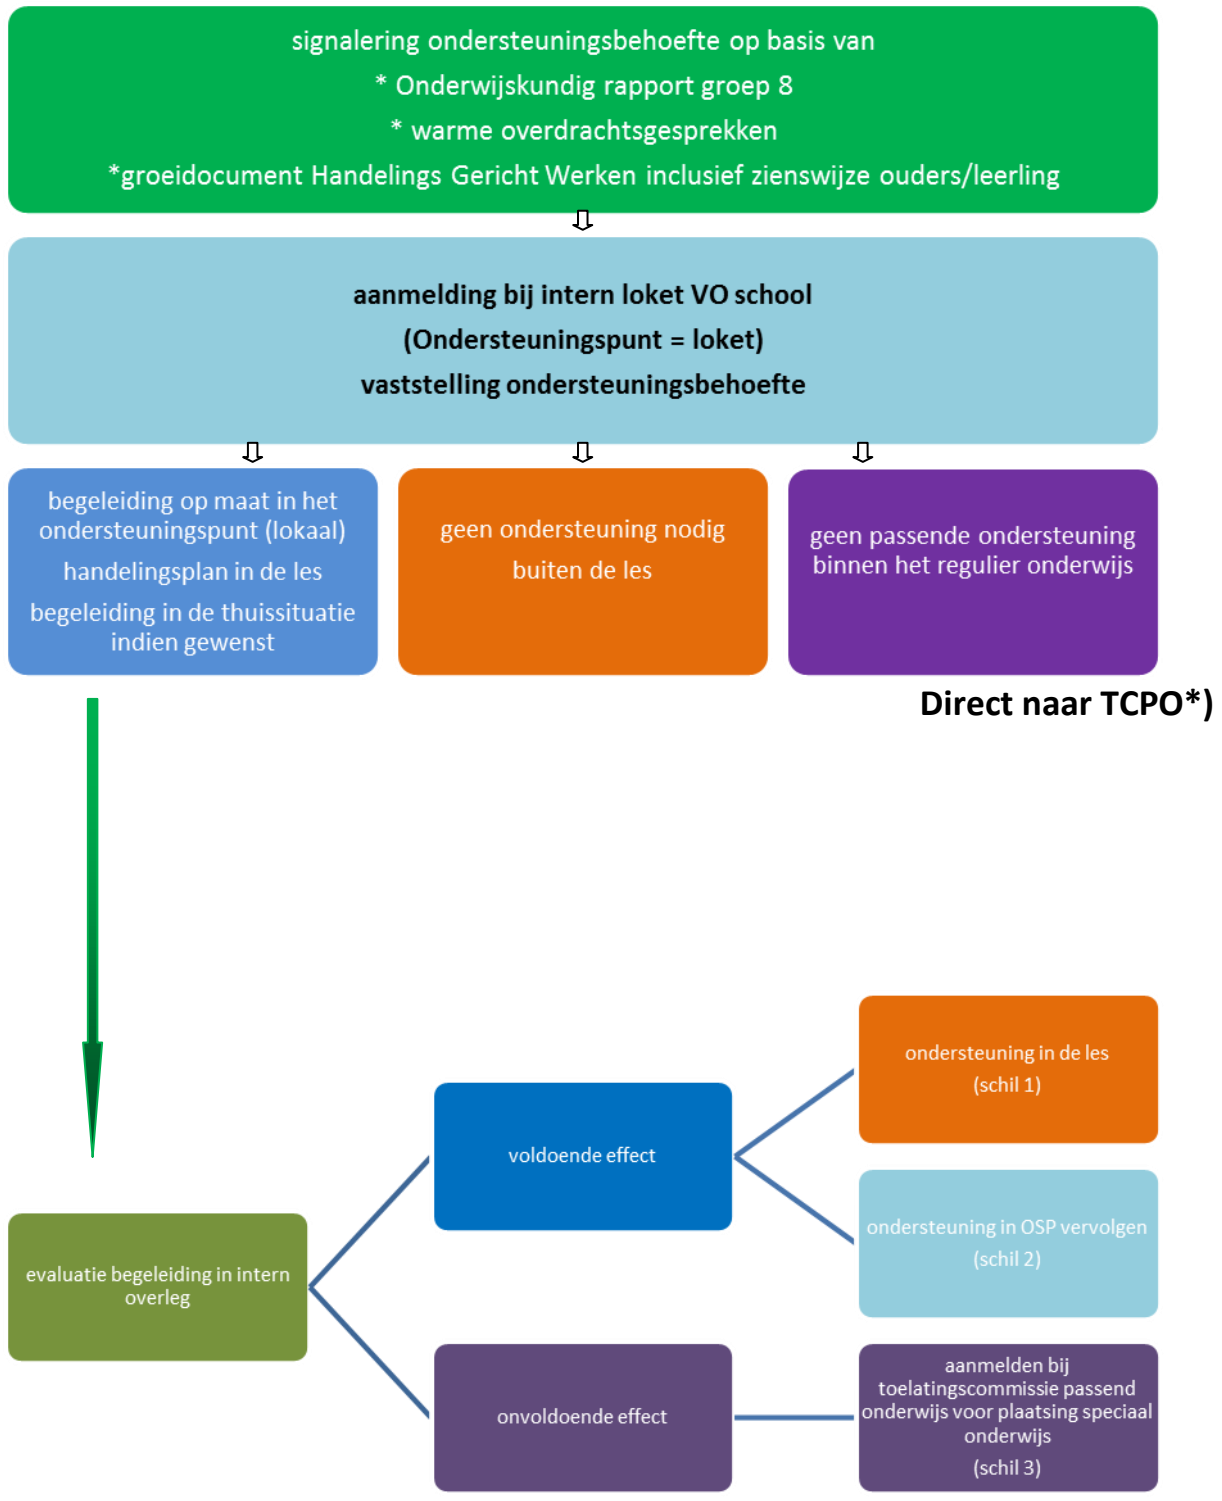 signalering ondersteuningsbehoefte op basis van
* Onderwijskundig rapport groep 8
* warme overdrachtsgesprekken
*groeidocument Handelings Gericht Werken inclusief zienswijze ouders/leerling
aanmelding bij intern loket VO school
(Ondersteuningspunt = loket)
vaststelling ondersteuningsbehoefte
begeleiding op maat in het
ondersteuningspunt (lokaal)
handelingsplan in de les
begeleiding in de thuissituatie
indien gewenst
geen ondersteuning nodig
buiten de les
geen passende ondersteuning
binnen het regulier onderwijs
Direct naar TCPO*)
evaluatie begeleiding in intern
overleg
voldoende effect
ondersteuning in de les
(schil 1)
ondersteuning in OSP vervolgen
(schil 2)
onvoldoende effect
aanmelden bij
toelatingscommissie passend
onderwijs voor plaatsing speciaal
onderwijs
(schil 3)